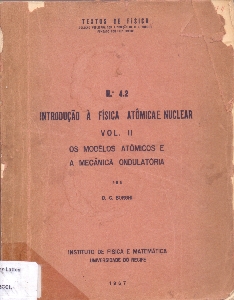 TEXTOS DE FÍSICA
N.º 4.2
INTRODUÇÃO À FÍSICA ATÔMICA E NUCLEAR
VOL. II
OS MODELOS ATÔMICOS E
A MECÂNICA ONDULATÓRIA
POR
INSTITUTO DE FÍSICA E MATEMÁTICA
UNIVERSIDADE DO RECIFE
1957